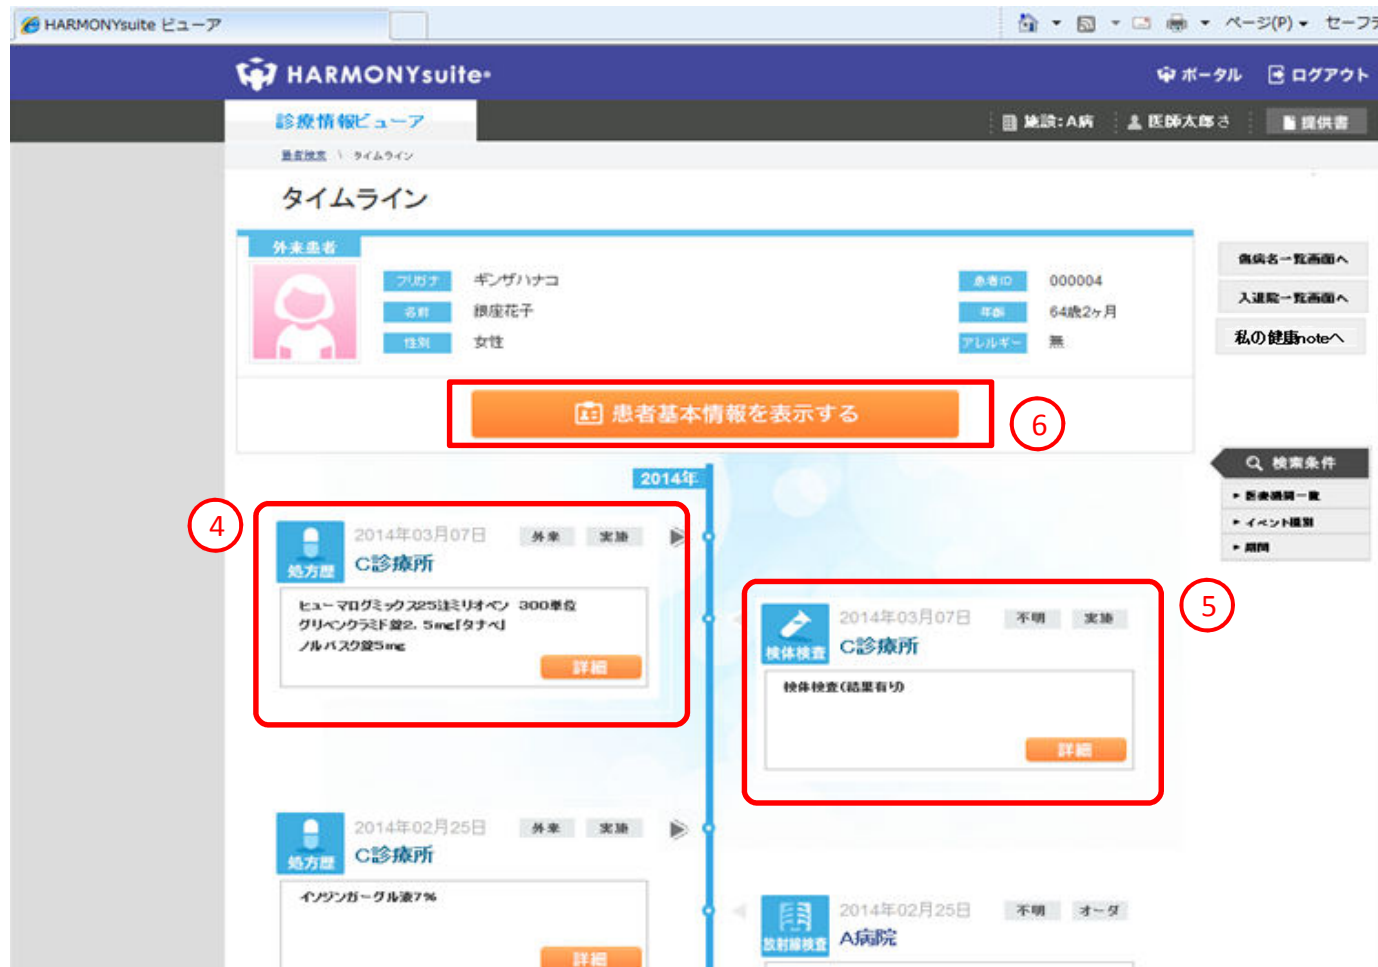 HARMONYsuite ビューア
ページ(P)
セーフ
HARMONYsuite
ポータル
ログアウト
診療情報ビューア
施設:A病
医師太郎さ
提供書
患者検索 \ タイムライン
タイムライン
外来患者
フリガナ ギンザハナコ
患者ID 000004
名前 銀座花子
年齢 64歳2ヶ月
性別 女性
アレルギー 無
傷病名一覧画面へ
入退院一覧画面へ
私の健康noteへ
患者基本情報を表示する
6
検索条件
医療機関一覧
イベント種別
期間
2014年
4
処方歴
2014年03月07日 外来 実施
C診療所
ヒューマログミックス25注ミリオペン 300単位
グリベンクラミド錠2.5mg「タナベ」
ノルバスク錠5mg
詳細
5
検体検査
2014年03月07日 不明 実施
C診療所
検体検査(結果有り)
詳細
処方歴
2014年02月25日 外来 実施
C診療所
イソジンガーグル液7%
詳細
放射線検査
2014年02月25日 不明 オーダ
A病院